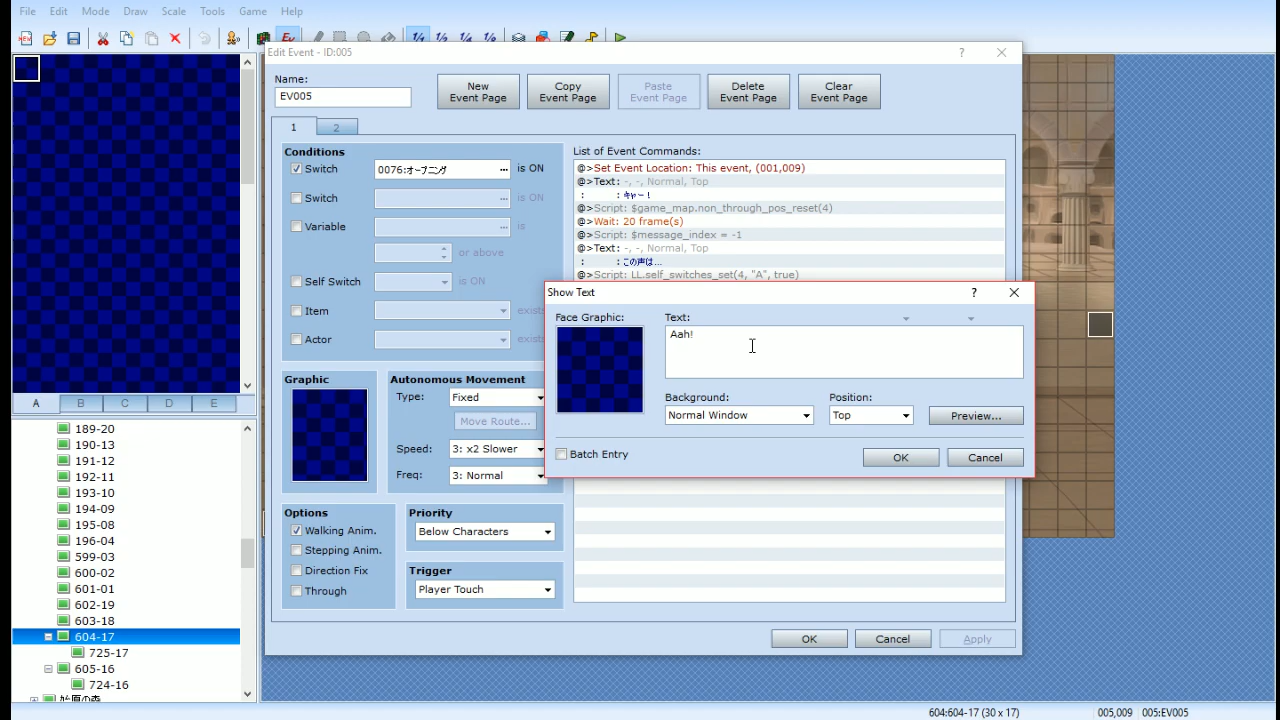 File Edit Mode Draw Scale Tools Game Help
Edit Event - ID:005
Name:
EV005
New Event Page
Copy Event Page
Paste Event Page
Delete Event Page
Clear Event Page
1 2
Conditions
Switch 0076:オープニング ... is ON
Switch ... is ON
Variable ... is
or above
Self Switch is ON
Item exists
Actor exists
Graphic
Autonomous Movement
Type: Fixed
Move Route...
Speed: 3: x2 Slower
Freq: 3: Normal
Options
Walking Anim.
Stepping Anim.
Direction Fix
Through
Priority
Below Characters
Trigger
Player Touch
List of Event Commands:
@>Set Event Location: This event, (001,009)
@>Text: -, -, Normal, Top
: : キャー！
@>Script: $game_map.non_through_pos_reset(4)
@>Wait: 20 frame(s)
@>Script: $message_index = -1
@>Text: -, -, Normal, Top
: : この声は…
@>Script: LL.self_switches_set(4, "A", true)
Show Text
Face Graphic:
Text:
Aah!
Background:
Normal Window
Position:
Top
Preview...
Batch Entry
OK Cancel
OK Cancel Apply
A B C D E
189-20
190-13
191-12
192-11
193-10
194-09
195-08
196-04
599-03
600-02
601-01
602-19
603-18
604-17
725-17
605-16
724-16
始原の森
604:604-17 (30 x 17) 005,009 005:EV005